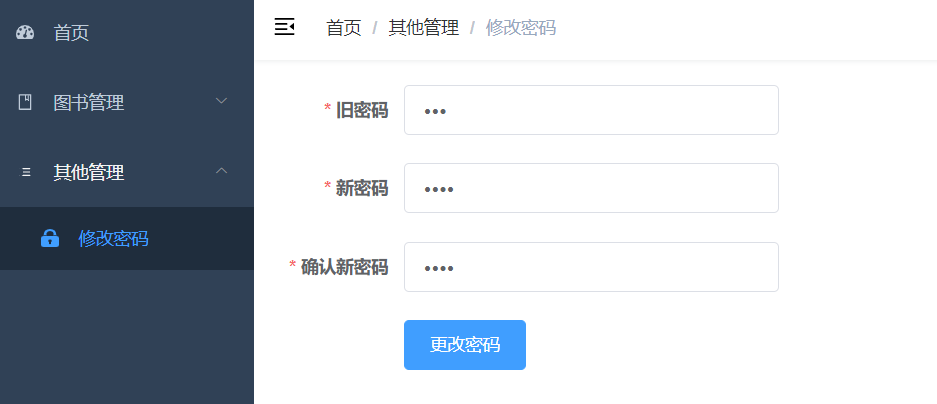 首页
图书管理
其他管理
修改密码
首页 / 其他管理 / 修改密码
* 旧密码 •••
* 新密码 ••••
* 确认新密码 ••••
更改密码